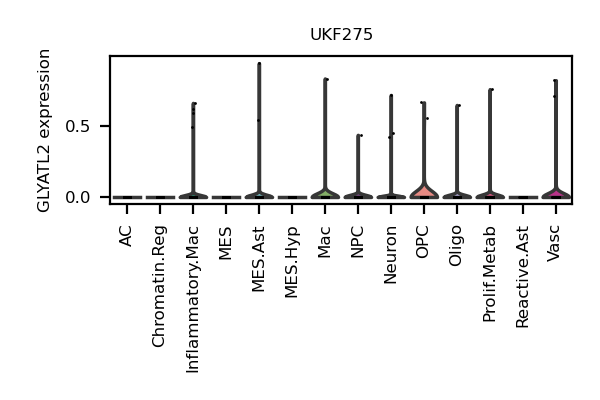 UKF275
GLYATL2 expression
0.5
0.0
AC
Chromatin.Reg
Inflammatory.Mac
MES
MES.Ast
MES.Hyp
Mac
NPC
Neuron
OPC
Oligo
Prolif.Metab
Reactive.Ast
Vasc